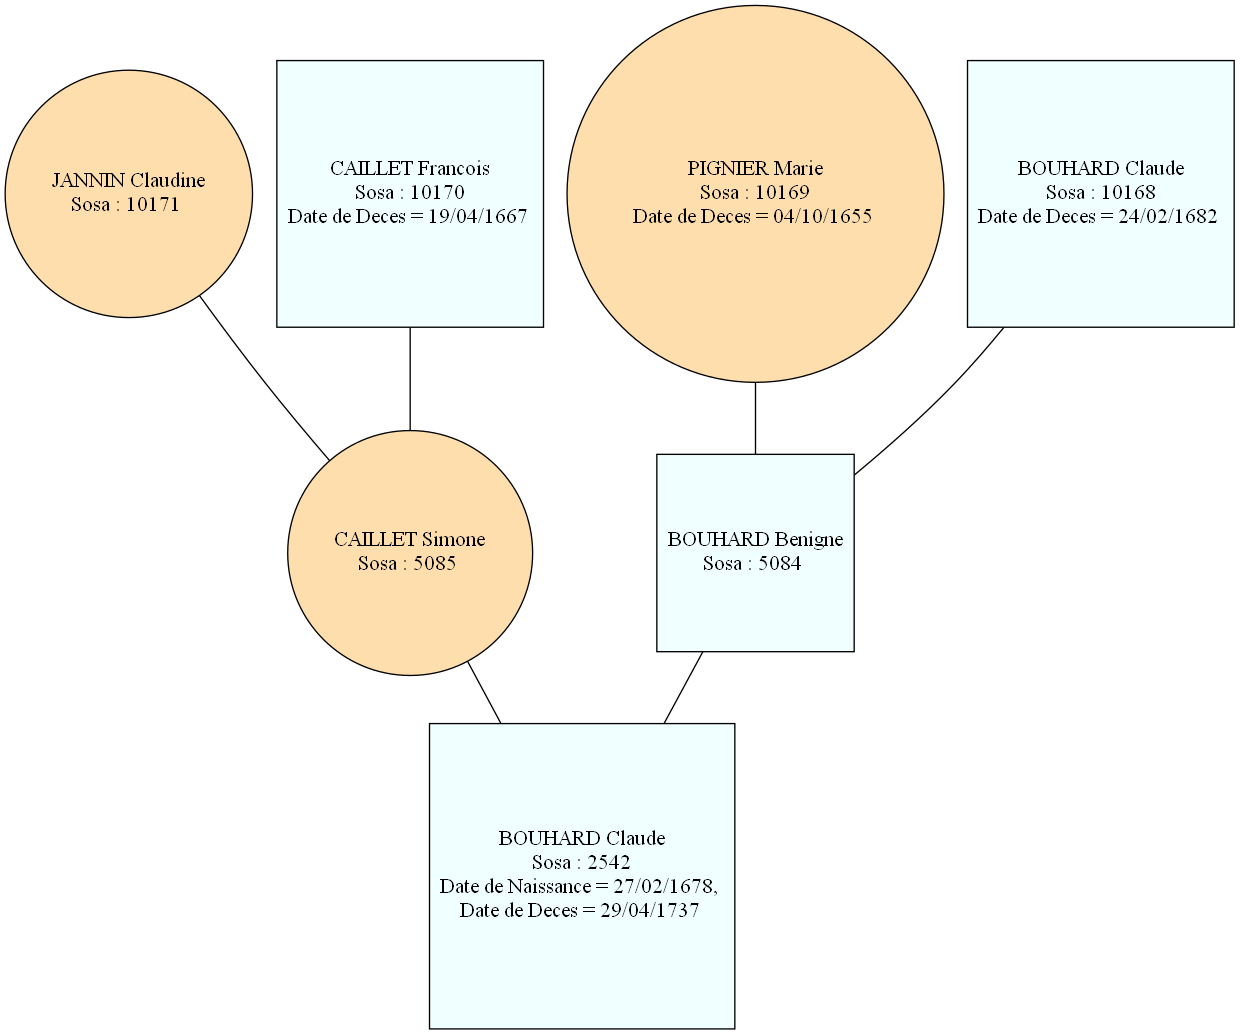 JANNIN Claudine
Sosa : 10171
CAILLET Francois
Sosa : 10170
Date de Deces = 19/04/1667
PIGNIER Marie
Sosa : 10169
Date de Deces = 04/10/1655
BOUHARD Claude
Sosa : 10168
Date de Deces = 24/02/1682
CAILLET Simone
Sosa : 5085
BOUHARD Benigne
Sosa : 5084
BOUHARD Claude
Sosa : 2542
Date de Naissance = 27/02/1678,
Date de Deces = 29/04/1737